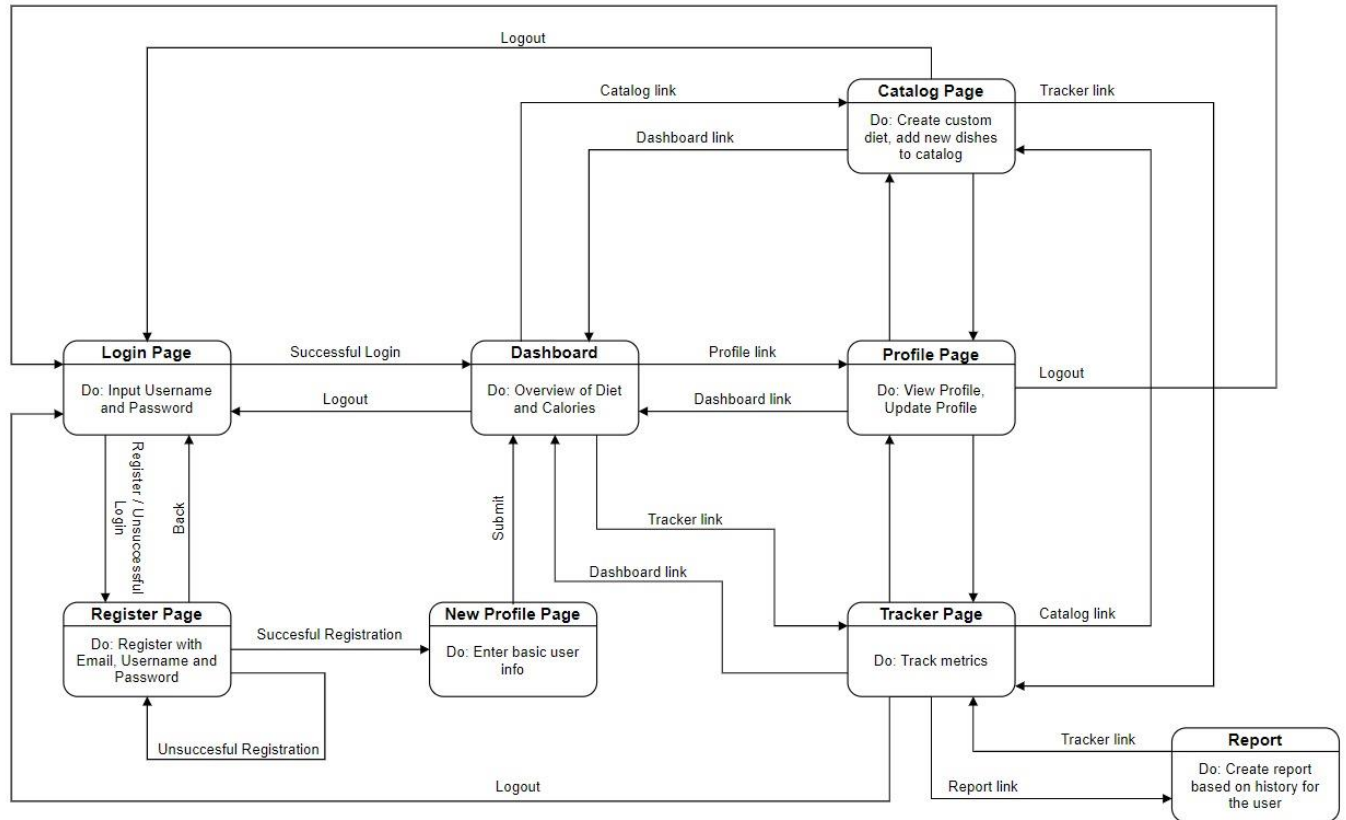 Logout
Catalog Page
Do: Create custom
diet, add new dishes
to catalog
Catalog link
Tracker link
Dashboard link
Login Page
Do: Input Username
and Password
Successful Login
Logout
Dashboard
Do: Overview of Diet
and Calories
Profile link
Dashboard link
Profile Page
Do: View Profile,
Update Profile
Logout
Register / Unsuccessful
Login
Back
Submit
Tracker link
Dashboard link
Register Page
Do: Register with
Email, Username and
Password
Succesful Registration
Unsuccesful Registration
New Profile Page
Do: Enter basic user
info
Tracker Page
Do: Track metrics
Catalog link
Tracker link
Report link
Logout
Report
Do: Create report
based on history for
the user